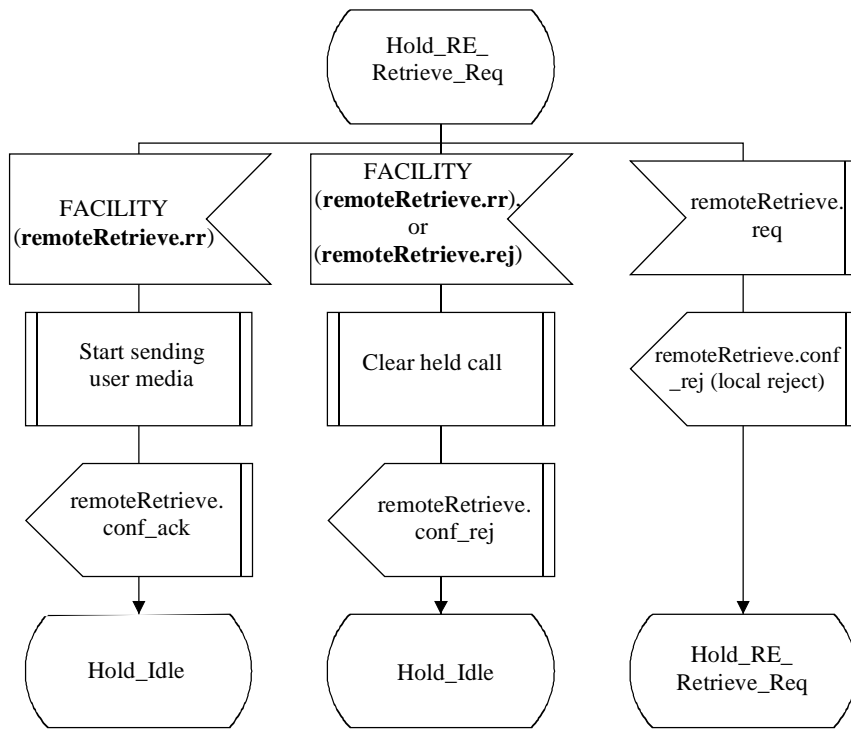 Hold_RE_
Retrieve_Req
FACILITY
(remoteRetrieve.rr)
FACILITY
(remoteRetrieve.rr),
or
(remoteRetrieve.rej)
remoteRetrieve.
req
Start sending
user media
Clear held call
remoteRetrieve.conf
_rej (local reject)
remoteRetrieve.
conf_ack
remoteRetrieve.
conf_rej
Hold_Idle
Hold_Idle
Hold_RE_
Retrieve_Req